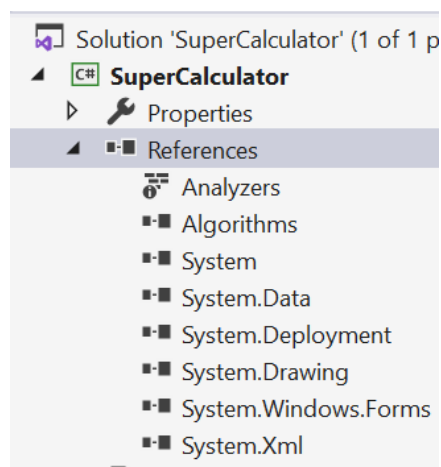 Solution 'SuperCalculator' (1 of 1 p
C# SuperCalculator
Properties
References
Analyzers
Algorithms
System
System.Data
System.Deployment
System.Drawing
System.Windows.Forms
System.Xml